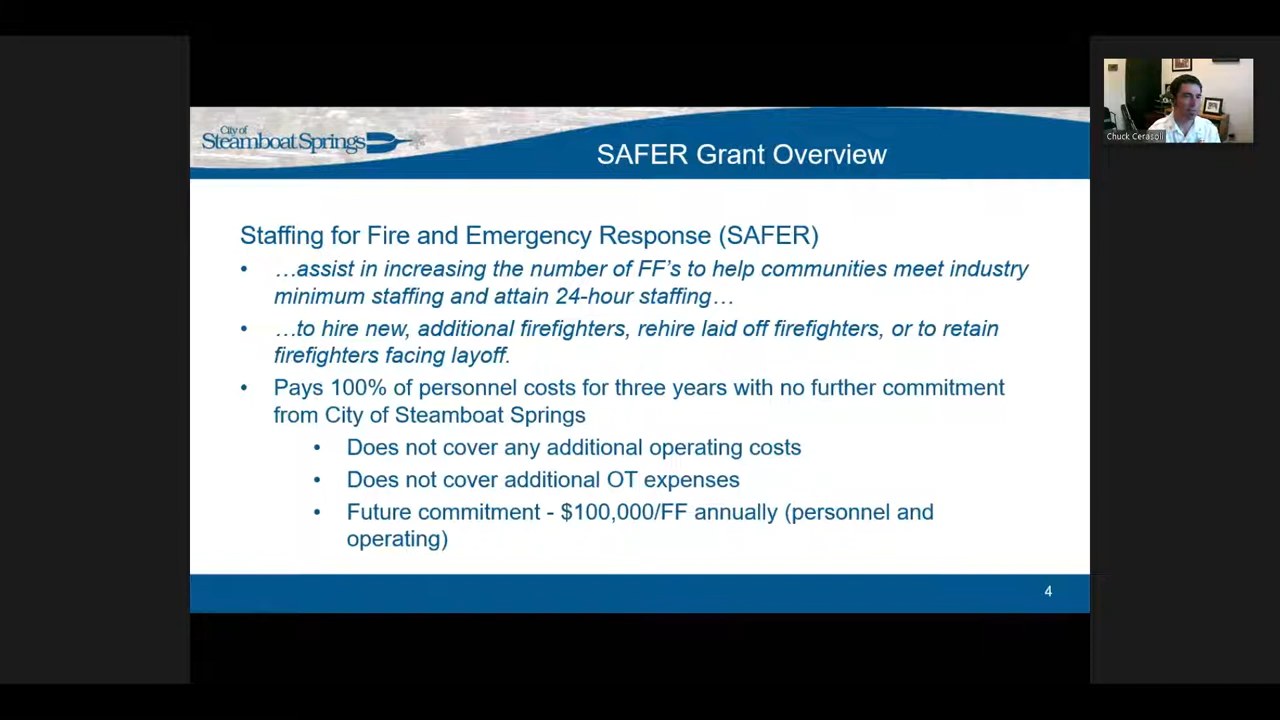 City of
Steamboat Springs
SAFER Grant Overview
Chuck Cerasoli
Staffing for Fire and Emergency Response (SAFER)
• …assist in increasing the number of FF’s to help communities meet industry
minimum staffing and attain 24-hour staffing…
• …to hire new, additional firefighters, rehire laid off firefighters, or to retain
firefighters facing layoff.
• Pays 100% of personnel costs for three years with no further commitment
from City of Steamboat Springs
• Does not cover any additional operating costs
• Does not cover additional OT expenses
• Future commitment - $100,000/FF annually (personnel and
operating)
4